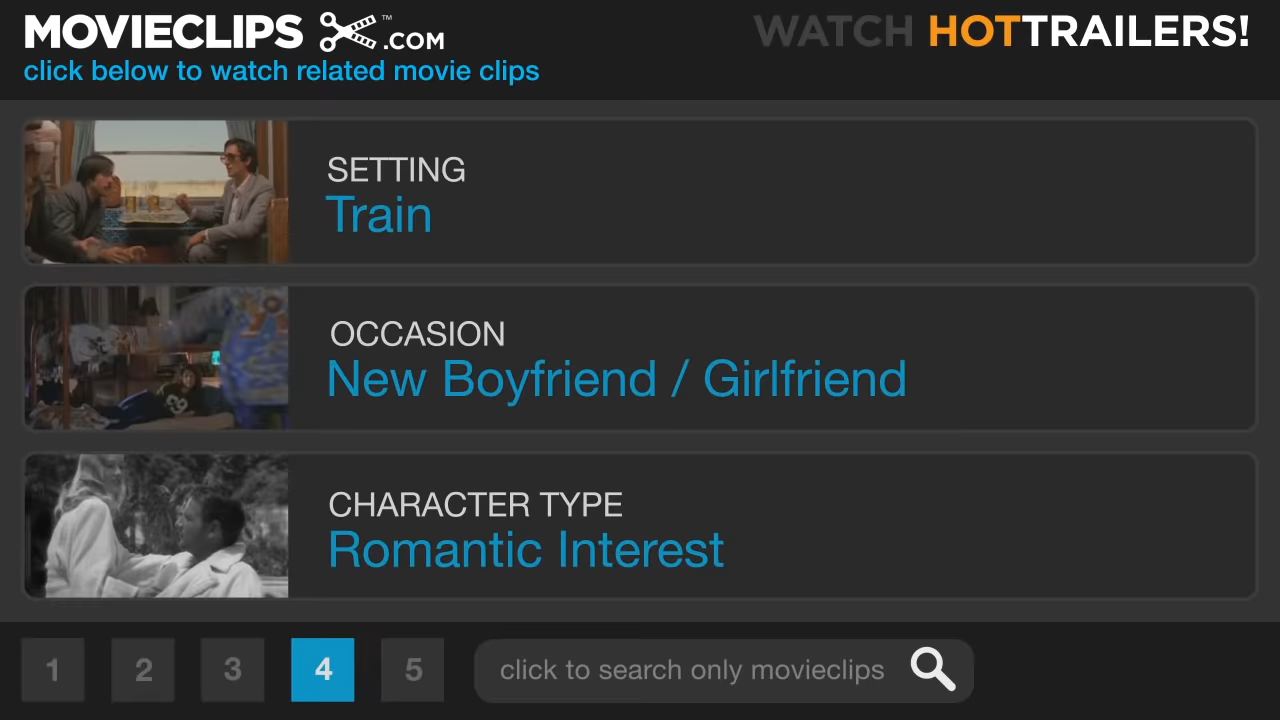 MOVIECLIPS ™ .COM
WATCH HOTTRAILERS!
click below to watch related movie clips
SETTING
Train
OCCASION
New Boyfriend / Girlfriend
CHARACTER TYPE
Romantic Interest
1 2 3 4 5 click to search only movieclips